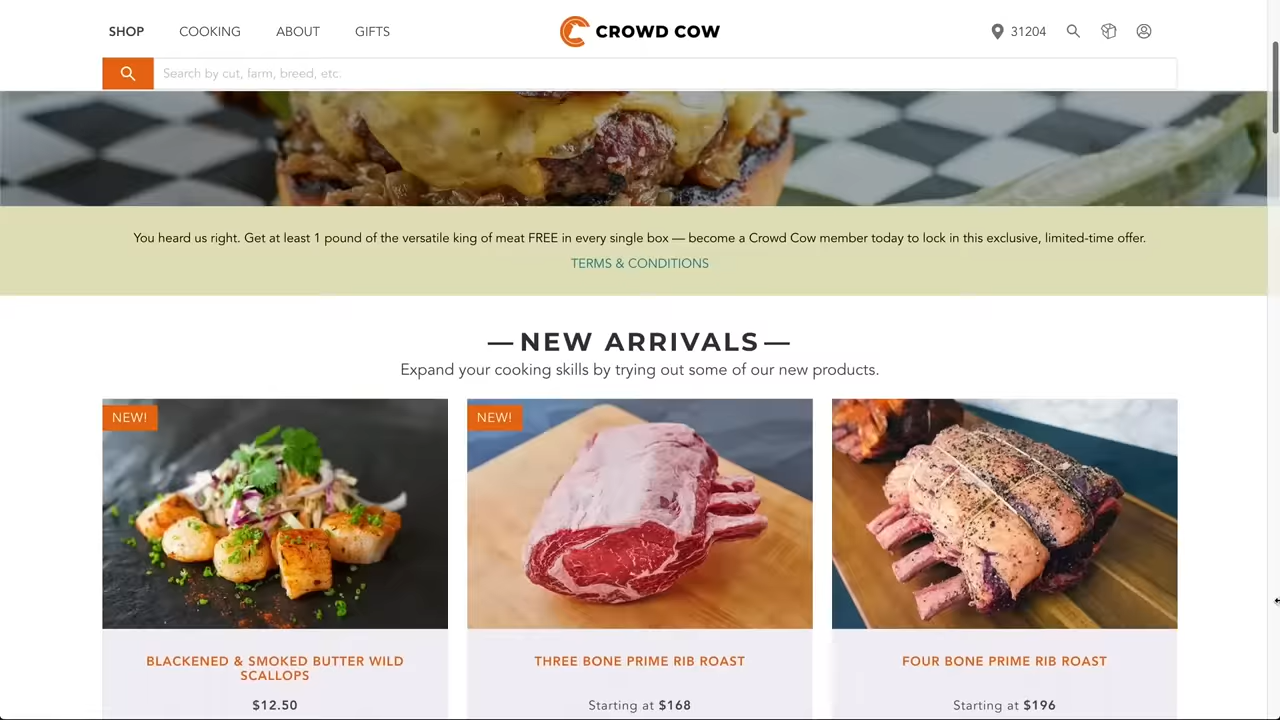 SHOP COOKING ABOUT GIFTS CROWD COW 31204
Search by cut, farm, breed, etc.
You heard us right. Get at least 1 pound of the versatile king of meat FREE in every single box — become a Crowd Cow member today to lock in this exclusive, limited-time offer.
TERMS & CONDITIONS
— NEW ARRIVALS —
Expand your cooking skills by trying out some of our new products.
NEW!
BLACKENED & SMOKED BUTTER WILD
SCALLOPS
$12.50
NEW!
THREE BONE PRIME RIB ROAST
Starting at $168
FOUR BONE PRIME RIB ROAST
Starting at $196